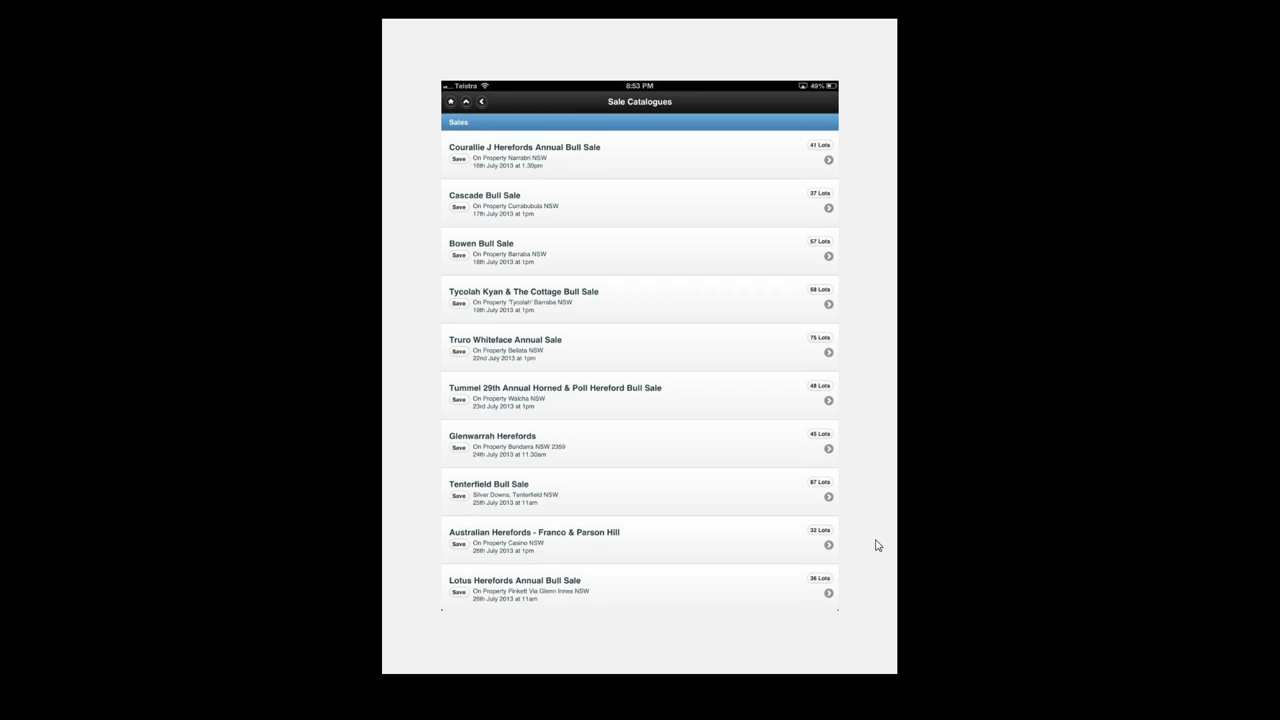 Telstra 8:53 PM 49%
Sale Catalogues
Sales
Courallie J Herefords Annual Bull Sale 41 Lots
Save On Property Narrabri NSW
16th July 2013 at 1.30pm
Cascade Bull Sale 37 Lots
Save On Property Currabubula NSW
17th July 2013 at 1pm
Bowen Bull Sale 57 Lots
Save On Property Barraba NSW
18th July 2013 at 1pm
Tycolah Kyan & The Cottage Bull Sale 58 Lots
Save On Property 'Tycolah' Barraba NSW
19th July 2013 at 1pm
Truro Whiteface Annual Sale 75 Lots
Save On Property Bellata NSW
22nd July 2013 at 1pm
Tummel 29th Annual Horned & Poll Hereford Bull Sale 48 Lots
Save On Property Walcha NSW
23rd July 2013 at 1pm
Glenwarrah Herefords 45 Lots
Save On Property Bundarra NSW 2359
24th July 2013 at 11.30am
Tenterfield Bull Sale 87 Lots
Save Silver Downs, Tenterfield NSW
25th July 2013 at 11am
Australian Herefords - Franco & Parson Hill 32 Lots
Save On Property Casino NSW
26th July 2013 at 1pm
Lotus Herefords Annual Bull Sale 36 Lots
Save On Property Pinkett Via Glenn Innes NSW
26th July 2013 at 11am